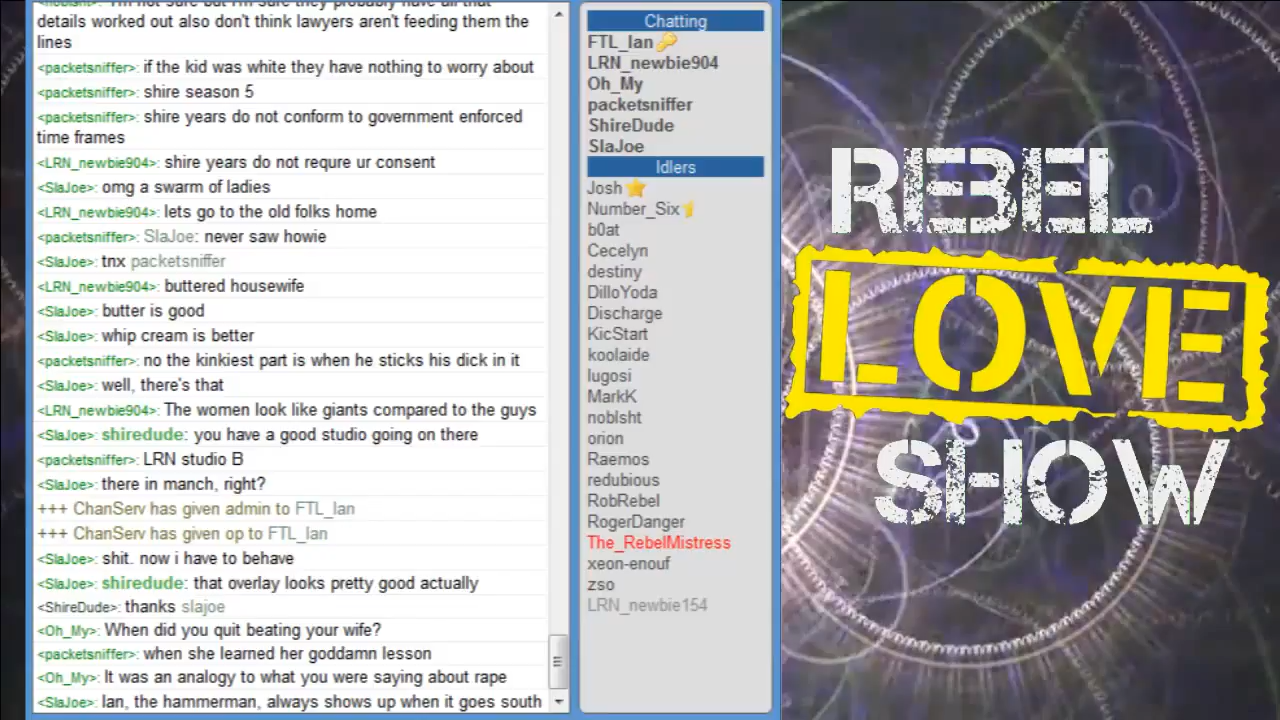 <noblsht>: I'm not sure but I'm sure they probably have all that
details worked out also don't think lawyers aren't feeding them the
lines
<packetsniffer>: if the kid was white they have nothing to worry about
<packetsniffer>: shire season 5
<packetsniffer>: shire years do not conform to government enforced
time frames
<LRN_newbie904>: shire years do not requre ur consent
<SlaJoe>: omg a swarm of ladies
<LRN_newbie904>: lets go to the old folks home
<packetsniffer>: SlaJoe: never saw howie
<SlaJoe>: tnx packetsniffer
<LRN_newbie904>: buttered housewife
<SlaJoe>: butter is good
<SlaJoe>: whip cream is better
<packetsniffer>: no the kinkiest part is when he sticks his dick in it
<SlaJoe>: well, there's that
<LRN_newbie904>: The women look like giants compared to the guys
<SlaJoe>: shiredude: you have a good studio going on there
<packetsniffer>: LRN studio B
<SlaJoe>: there in manch, right?
+++ ChanServ has given admin to FTL_Ian
+++ ChanServ has given op to FTL_Ian
<SlaJoe>: shit. now i have to behave
<SlaJoe>: shiredude: that overlay looks pretty good actually
<ShireDude>: thanks slajoe
<Oh_My>: When did you quit beating your wife?
<packetsniffer>: when she learned her goddamn lesson
<Oh_My>: It was an analogy to what you were saying about rape
<SlaJoe>: Ian, the hammerman, always shows up when it goes south
Chatting
FTL_Ian
LRN_newbie904
Oh_My
packetsniffer
ShireDude
SlaJoe
Idlers
Josh
Number_Six
b0at
Cecelyn
destiny
DilloYoda
Discharge
KicStart
koolaide
lugosi
MarkK
noblsht
orion
Raemos
redubious
RobRebel
RogerDanger
The_RebelMistress
xeon-enouf
zso
LRN_newbie154
REBEL
LOVE
SHOW